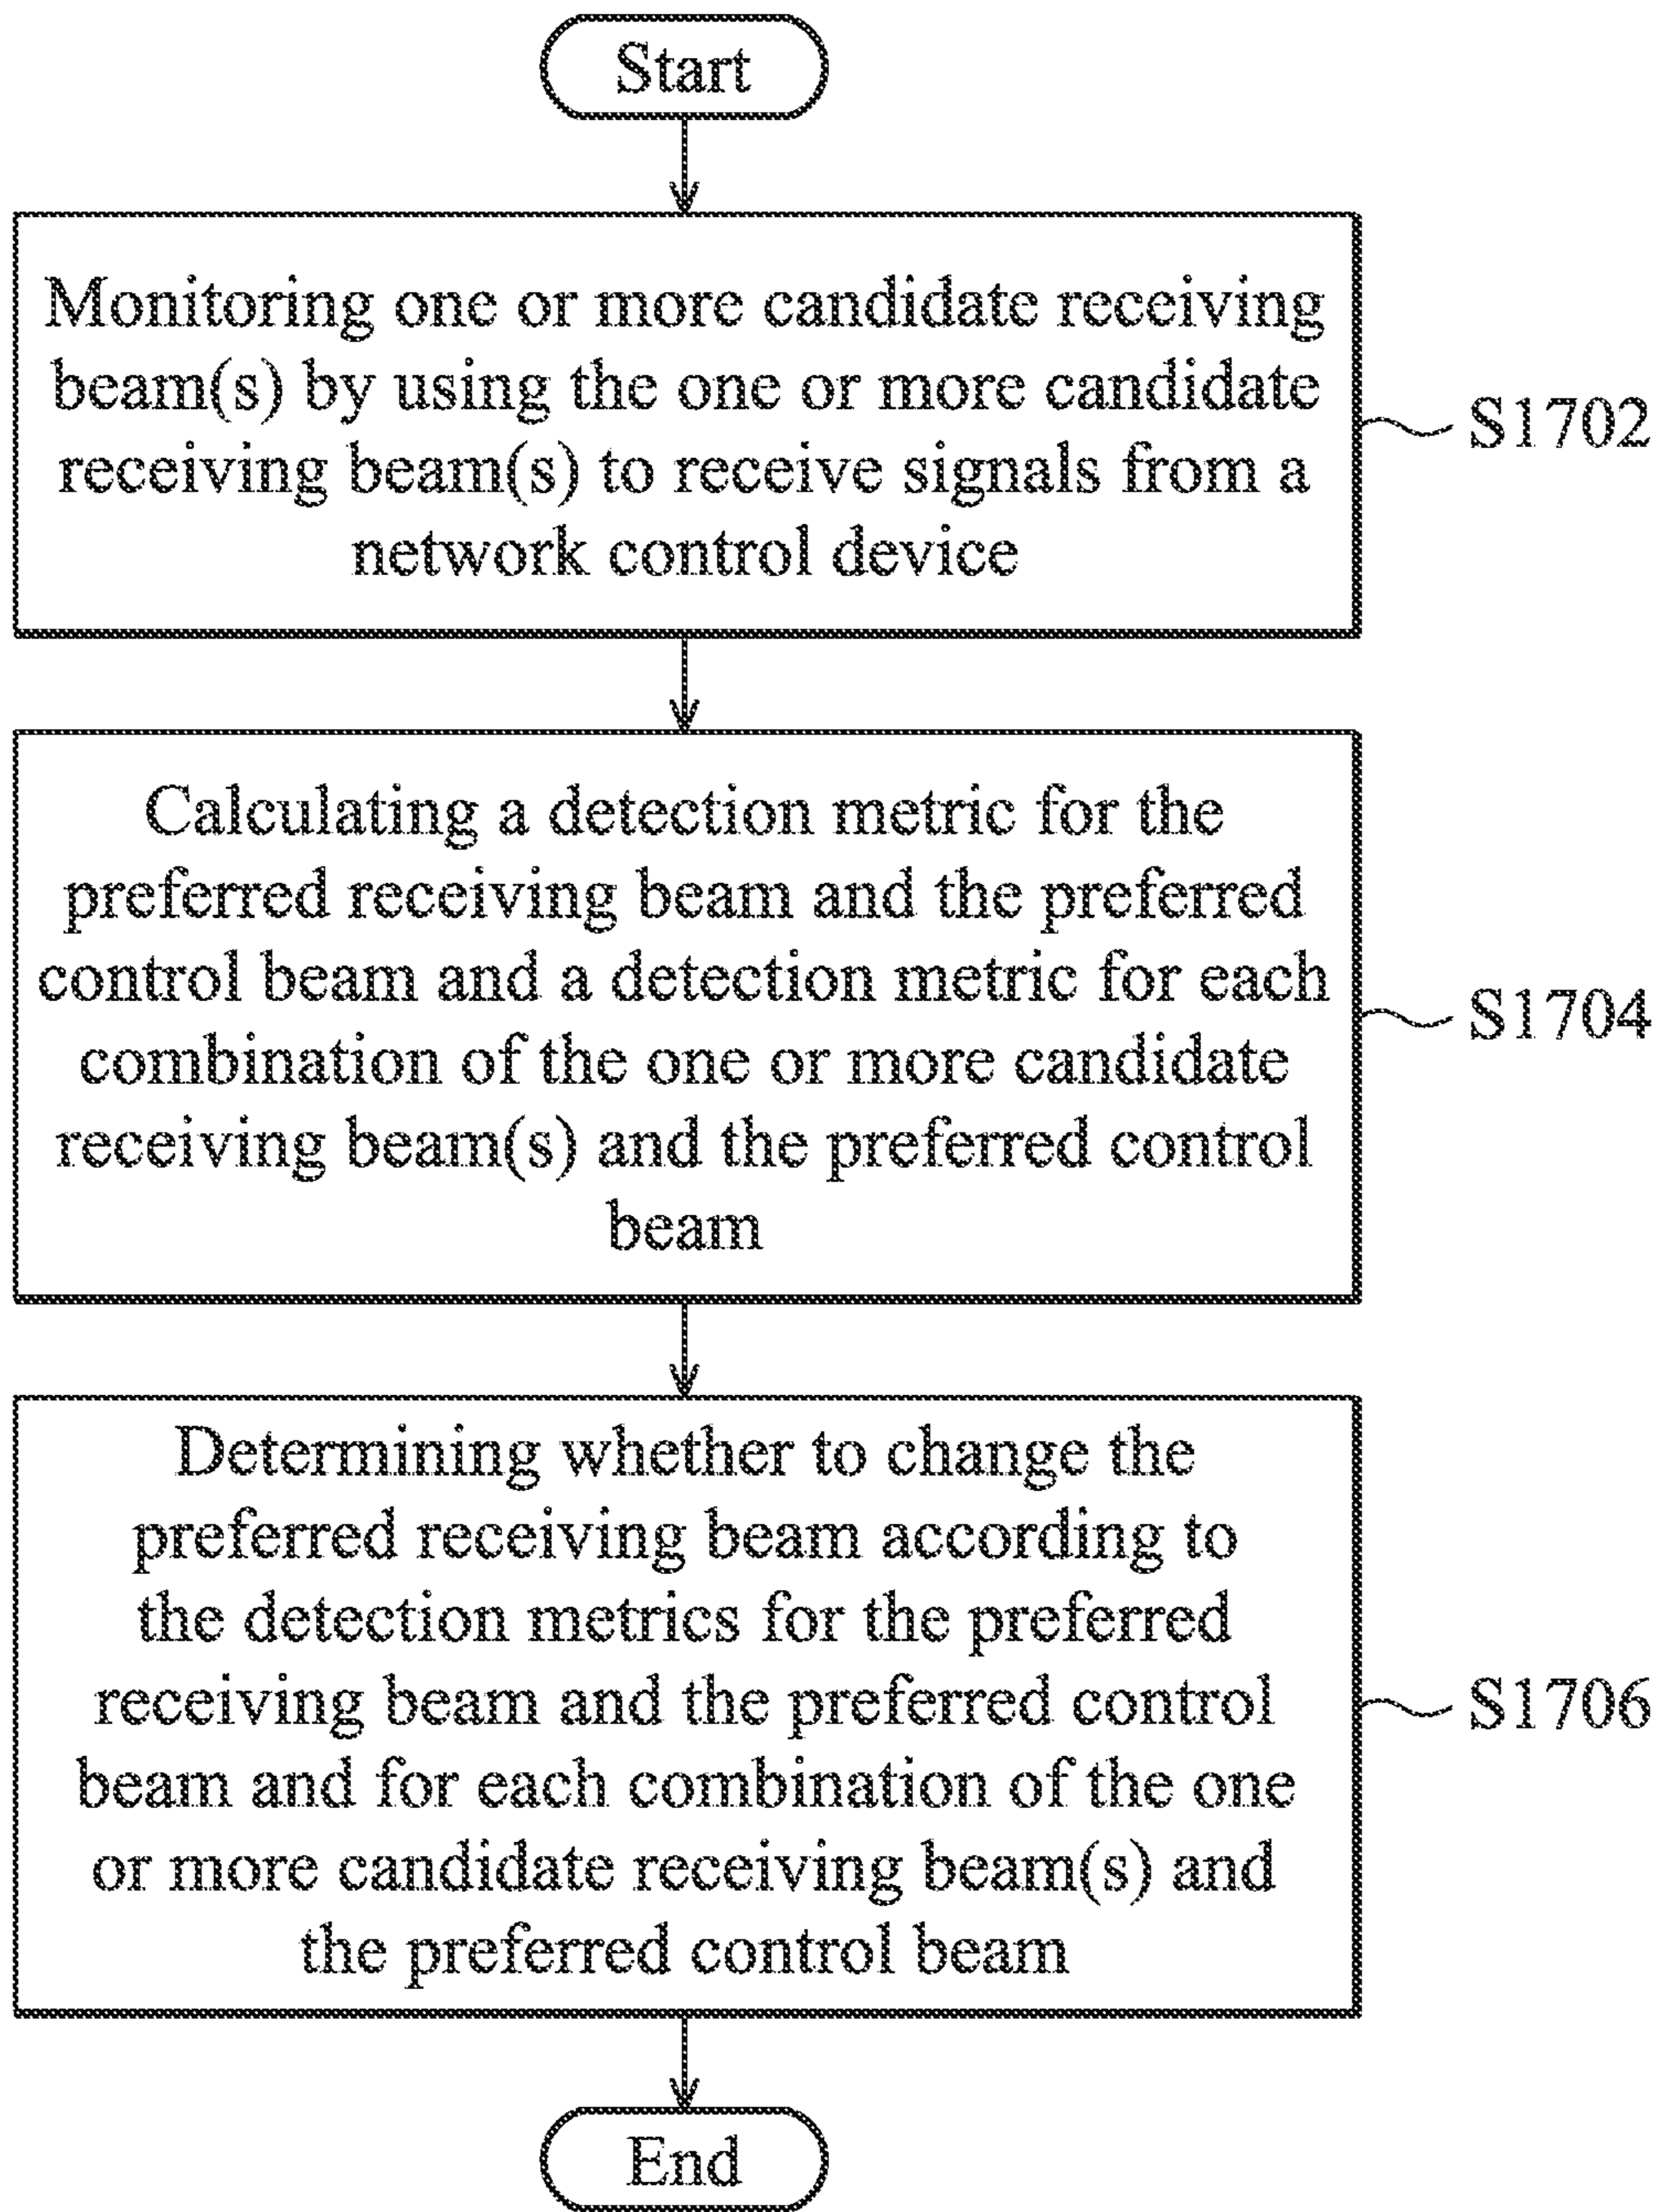 Start
Monitoring one or more candidate receiving
beam(s) by using the one or more candidate
receiving beam(s) to receive signals from a
network control device
S1702
Calculating a detection metric for the
preferred receiving beam and the preferred
control beam and a detection metric for each
combination of the one or more candidate
receiving beam(s) and the preferred control
beam
S1704
Determining whether to change the
preferred receiving beam according to
the detection metrics for the preferred
receiving beam and the preferred control
beam and for each combination of the one
or more candidate receiving beam(s) and
the preferred control beam
S1706
End